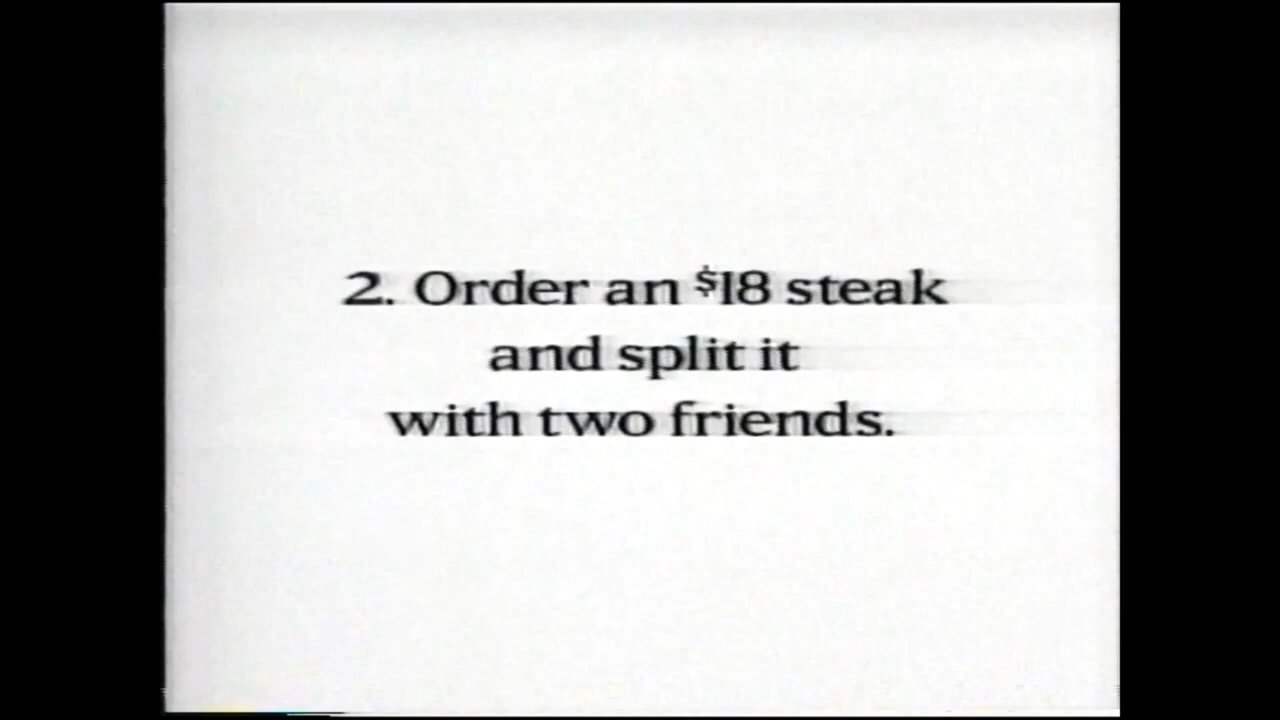 2. Order an $18 steak
and split it
with two friends.